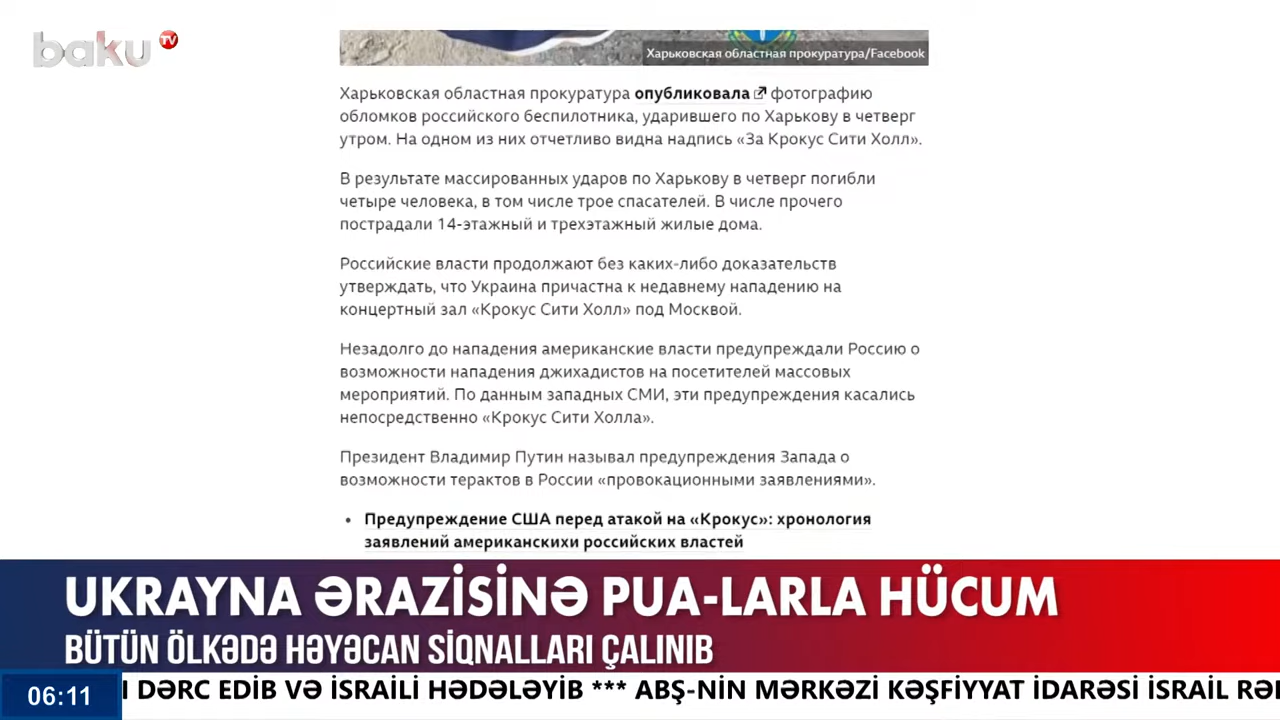 baku TV
Харьковская областная прокуратура/Facebook
Харьковская областная прокуратура опубликовала фотографию
обломков российского беспилотника, ударившего по Харькову в четверг
утром. На одном из них отчетливо видна надпись «За Крокус Сити Холл».
В результате массированных ударов по Харькову в четверг погибли
четыре человека, в том числе трое спасателей. В числе прочего
пострадали 14-этажный и трехэтажный жилые дома.
Российские власти продолжают без каких-либо доказательств
утверждать, что Украина причастна к недавнему нападению на
концертный зал «Крокус Сити Холл» под Москвой.
Незадолго до нападения американские власти предупреждали Россию о
возможности нападения джихадистов на посетителей массовых
мероприятий. По данным западных СМИ, эти предупреждения касались
непосредственно «Крокус Сити Холла».
Президент Владимир Путин называл предупреждения Запада о
возможности терактов в России «провокационными заявлениями».
• Предупреждение США перед атакой на «Крокус»: хронология
заявлений американскихи российских властей
UKRAYNA ƏRAZİSİNƏ PUA-LARLA HÜCUM
BÜTÜN ÖLKƏDƏ HƏYƏCAN SİQNALLARI ÇALINIB
06:11
DƏRC EDİB VƏ İSRAİLİ HƏDƏLƏYİB *** ABŞ-NİN MƏRKƏZİ KƏŞFİYYAT İDARƏSİ İSRAİL